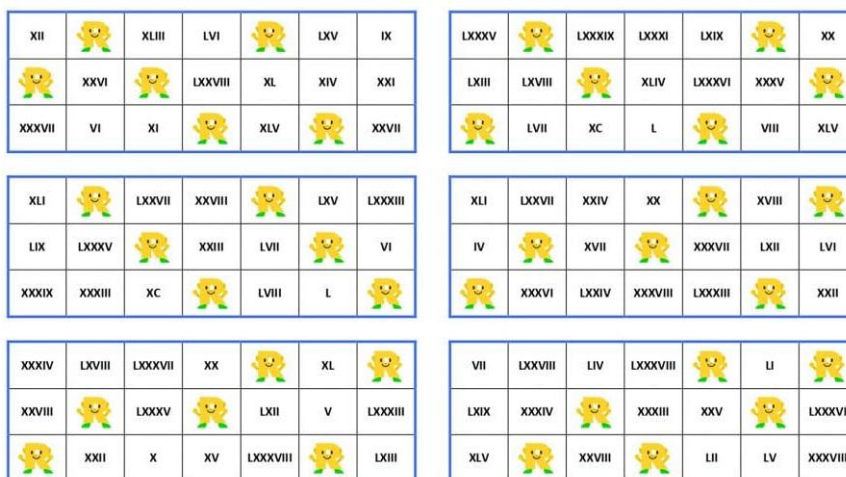 XII XLIII LVI LXV IX
XXVI LXXVIII XL XIV XXI
XXXVII VI XI XLV XXVII
LXXXV LXXXIX LXXXI LXIX XX
LXIII LXVIII XLIV LXXXVI XXXV
LVII XC L VIII XLV
XLI LXXVII XXVIII LXV LXXXIII
LIX LXXXV XXIII LVII VI
XXXIX XXXIII XC LVIII L
XLI LXXVII XXIV XX XVIII
IV XVII XXXVII LXII LVI
XXXVI LXXIV XXXVIII LXXXIII XXII
XXXIV LXVIII LXXXVII XX XL
XXVIII LXXXV LXII V LXXXIII
XXII X XV LXXXVIII LXIII
VII LXXVIII LIV LXXXVIII LI
LXIX XXXIV XXXIII XXV
XLV XXVIII LII LV XXXVIII